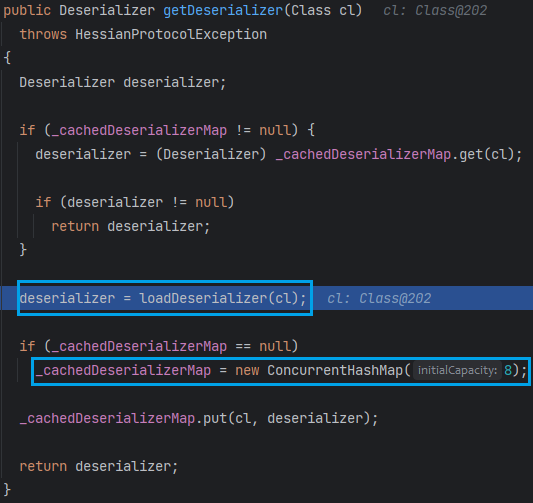 public Deserializer getDeserializer(Class cl)   cl: Class@202
  throws HessianProtocolException
{
  Deserializer deserializer;

  if (_cachedDeserializerMap != null) {
    deserializer = (Deserializer) _cachedDeserializerMap.get(cl);

    if (deserializer != null)
      return deserializer;
  }

  deserializer = loadDeserializer(cl);   cl: Class@202

  if (_cachedDeserializerMap == null)
    _cachedDeserializerMap = new ConcurrentHashMap( initialCapacity: 8);

  _cachedDeserializerMap.put(cl, deserializer);

  return deserializer;
}